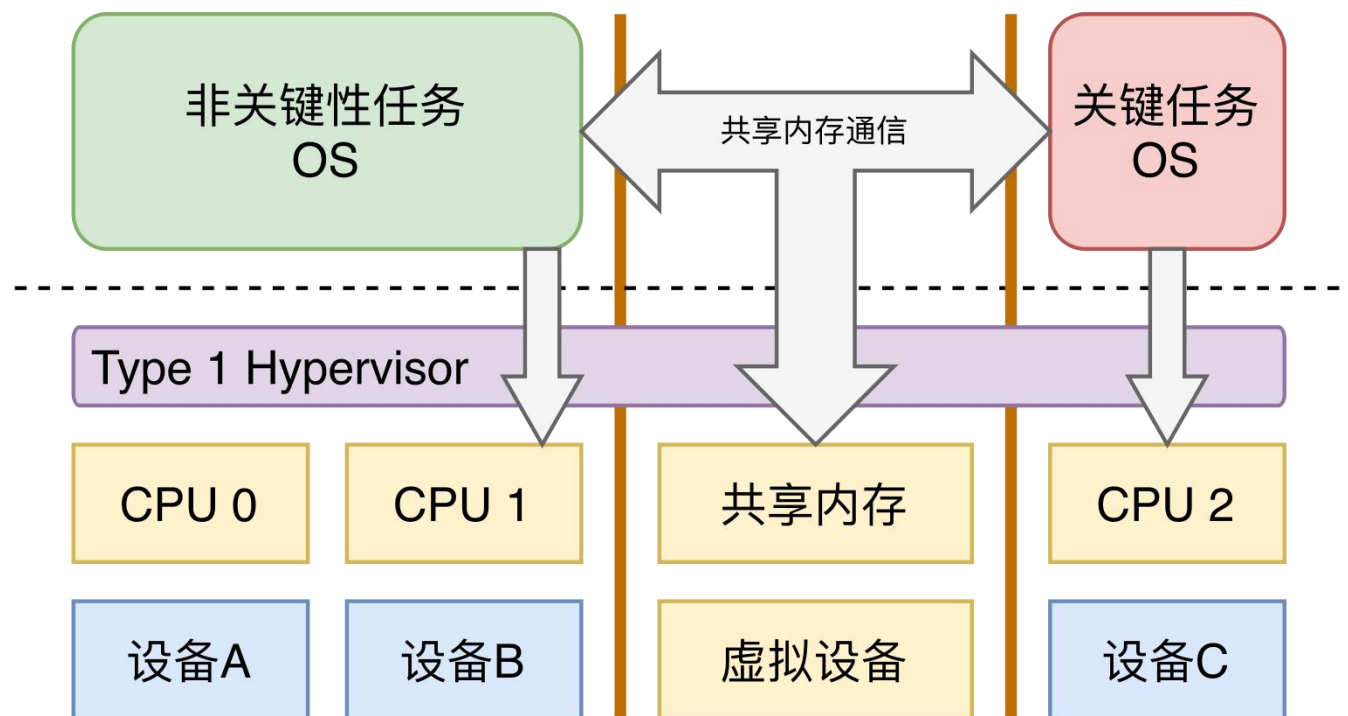 非关键性任务
OS
共享内存通信
关键任务
OS
Type 1 Hypervisor
CPU 0
CPU 1
共享内存
CPU 2
设备A
设备B
虚拟设备
设备C